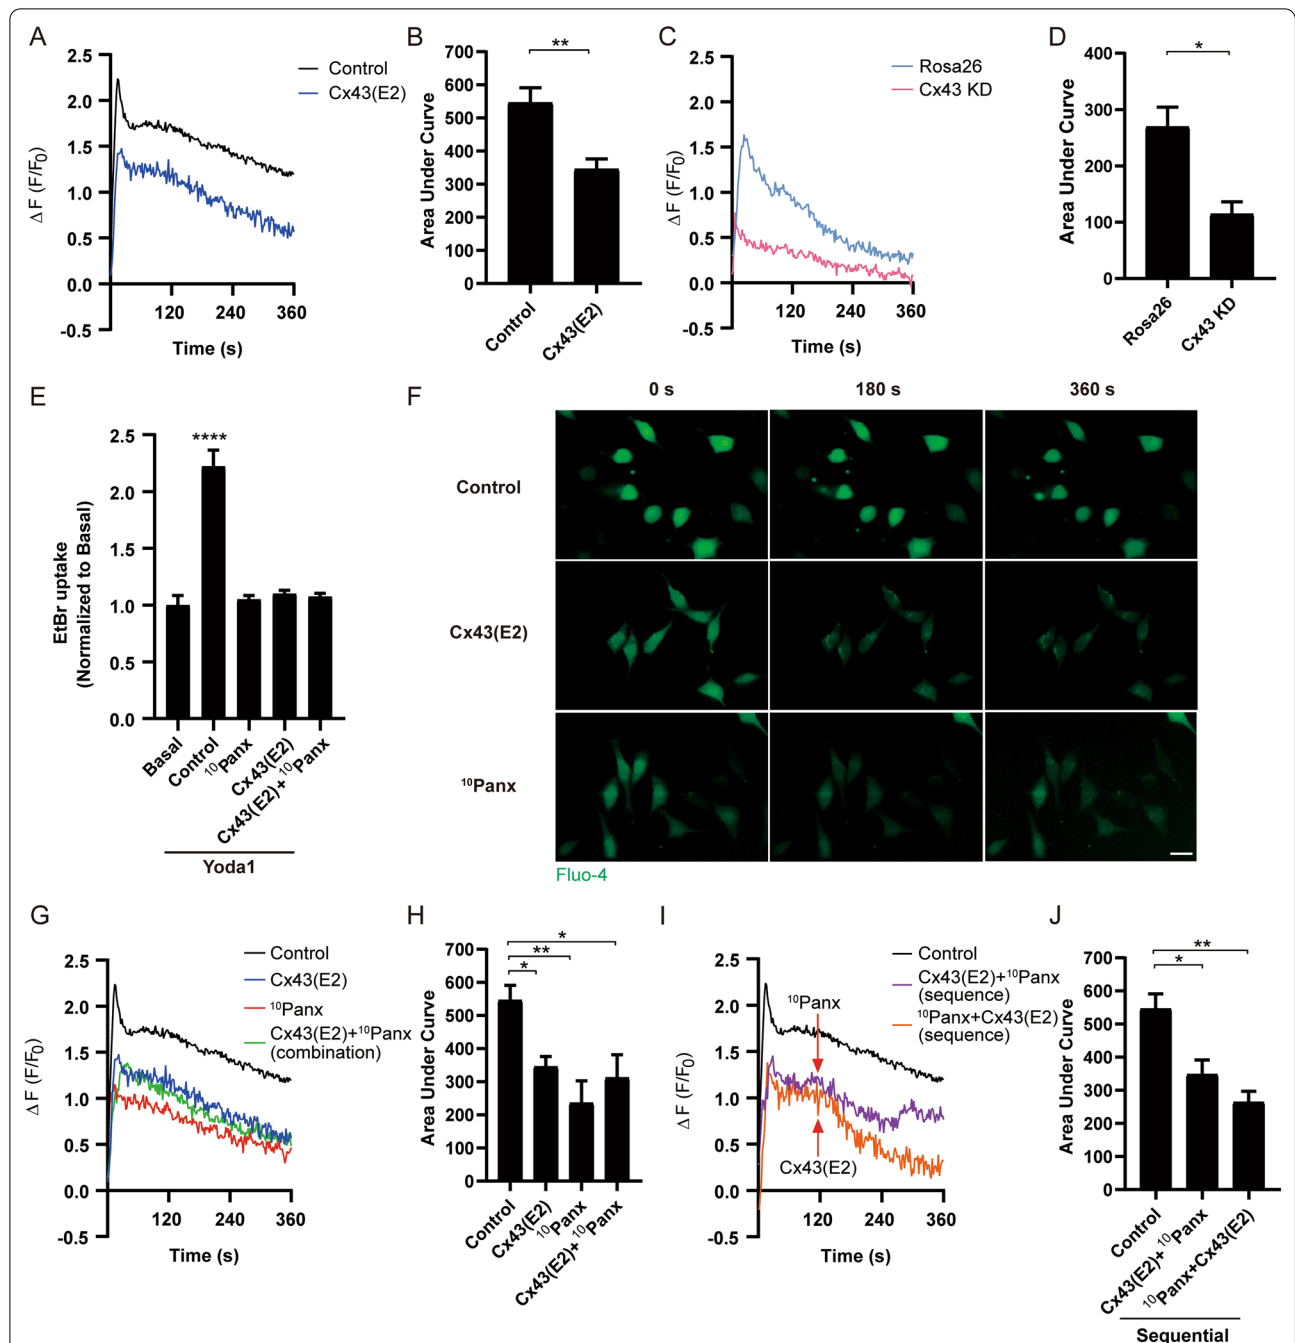 A
2.5
2.0
1.5
1.0
0.5
0.0
-0.5
Δ F (F/F₀)
120 240 360
Time (s)
Control
Cx43(E2)
B
700
600
500
400
300
200
100
0
Area Under Curve
**
Control
Cx43(E2)
C
2.5
2.0
1.5
1.0
0.5
0.0
-0.5
Δ F (F/F₀)
120 240 360
Time (s)
Rosa26
Cx43 KD
D
400
300
200
100
0
Area Under Curve
*
Rosa26
Cx43 KD
E
2.5
2.0
1.5
1.0
0.5
0.0
EtBr uptake
(Normalized to Basal)
****
Basal
Control
¹⁰Panx
Cx43(E2)
Cx43(E2)+¹⁰Panx
Yoda1
F
0 s 180 s 360 s
Control
Cx43(E2)
¹⁰Panx
Fluo-4
G
2.5
2.0
1.5
1.0
0.5
0.0
-0.5
Δ F (F/F₀)
120 240 360
Time (s)
Control
Cx43(E2)
¹⁰Panx
Cx43(E2)+¹⁰Panx
(combination)
H
700
600
500
400
300
200
100
0
Area Under Curve
*
**
*
Control
Cx43(E2)
¹⁰Panx
Cx43(E2)+¹⁰Panx
I
2.5
2.0
1.5
1.0
0.5
0.0
-0.5
Δ F (F/F₀)
120 240 360
Time (s)
Control
Cx43(E2)+¹⁰Panx
(sequence)
¹⁰Panx+Cx43(E2)
(sequence)
¹⁰Panx
Cx43(E2)
J
700
600
500
400
300
200
100
0
Area Under Curve
**
*
Control
Cx43(E2)+¹⁰Panx
¹⁰Panx+Cx43(E2)
Sequential